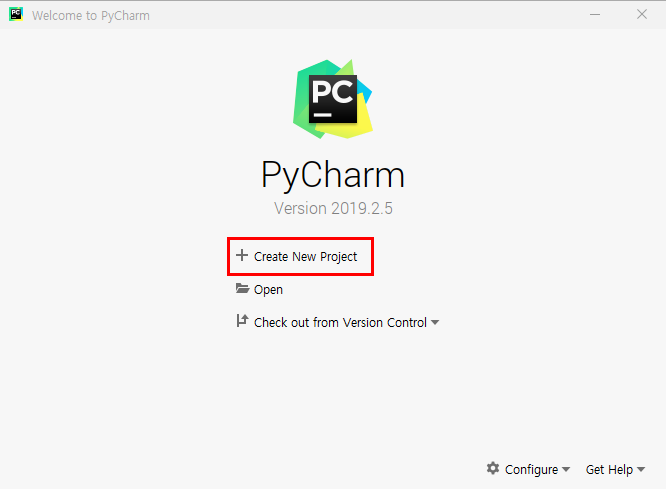 Welcome to PyCharm
PC
PyCharm
Version 2019.2.5
Create New Project
Open
Check out from Version Control
Configure
Get Help